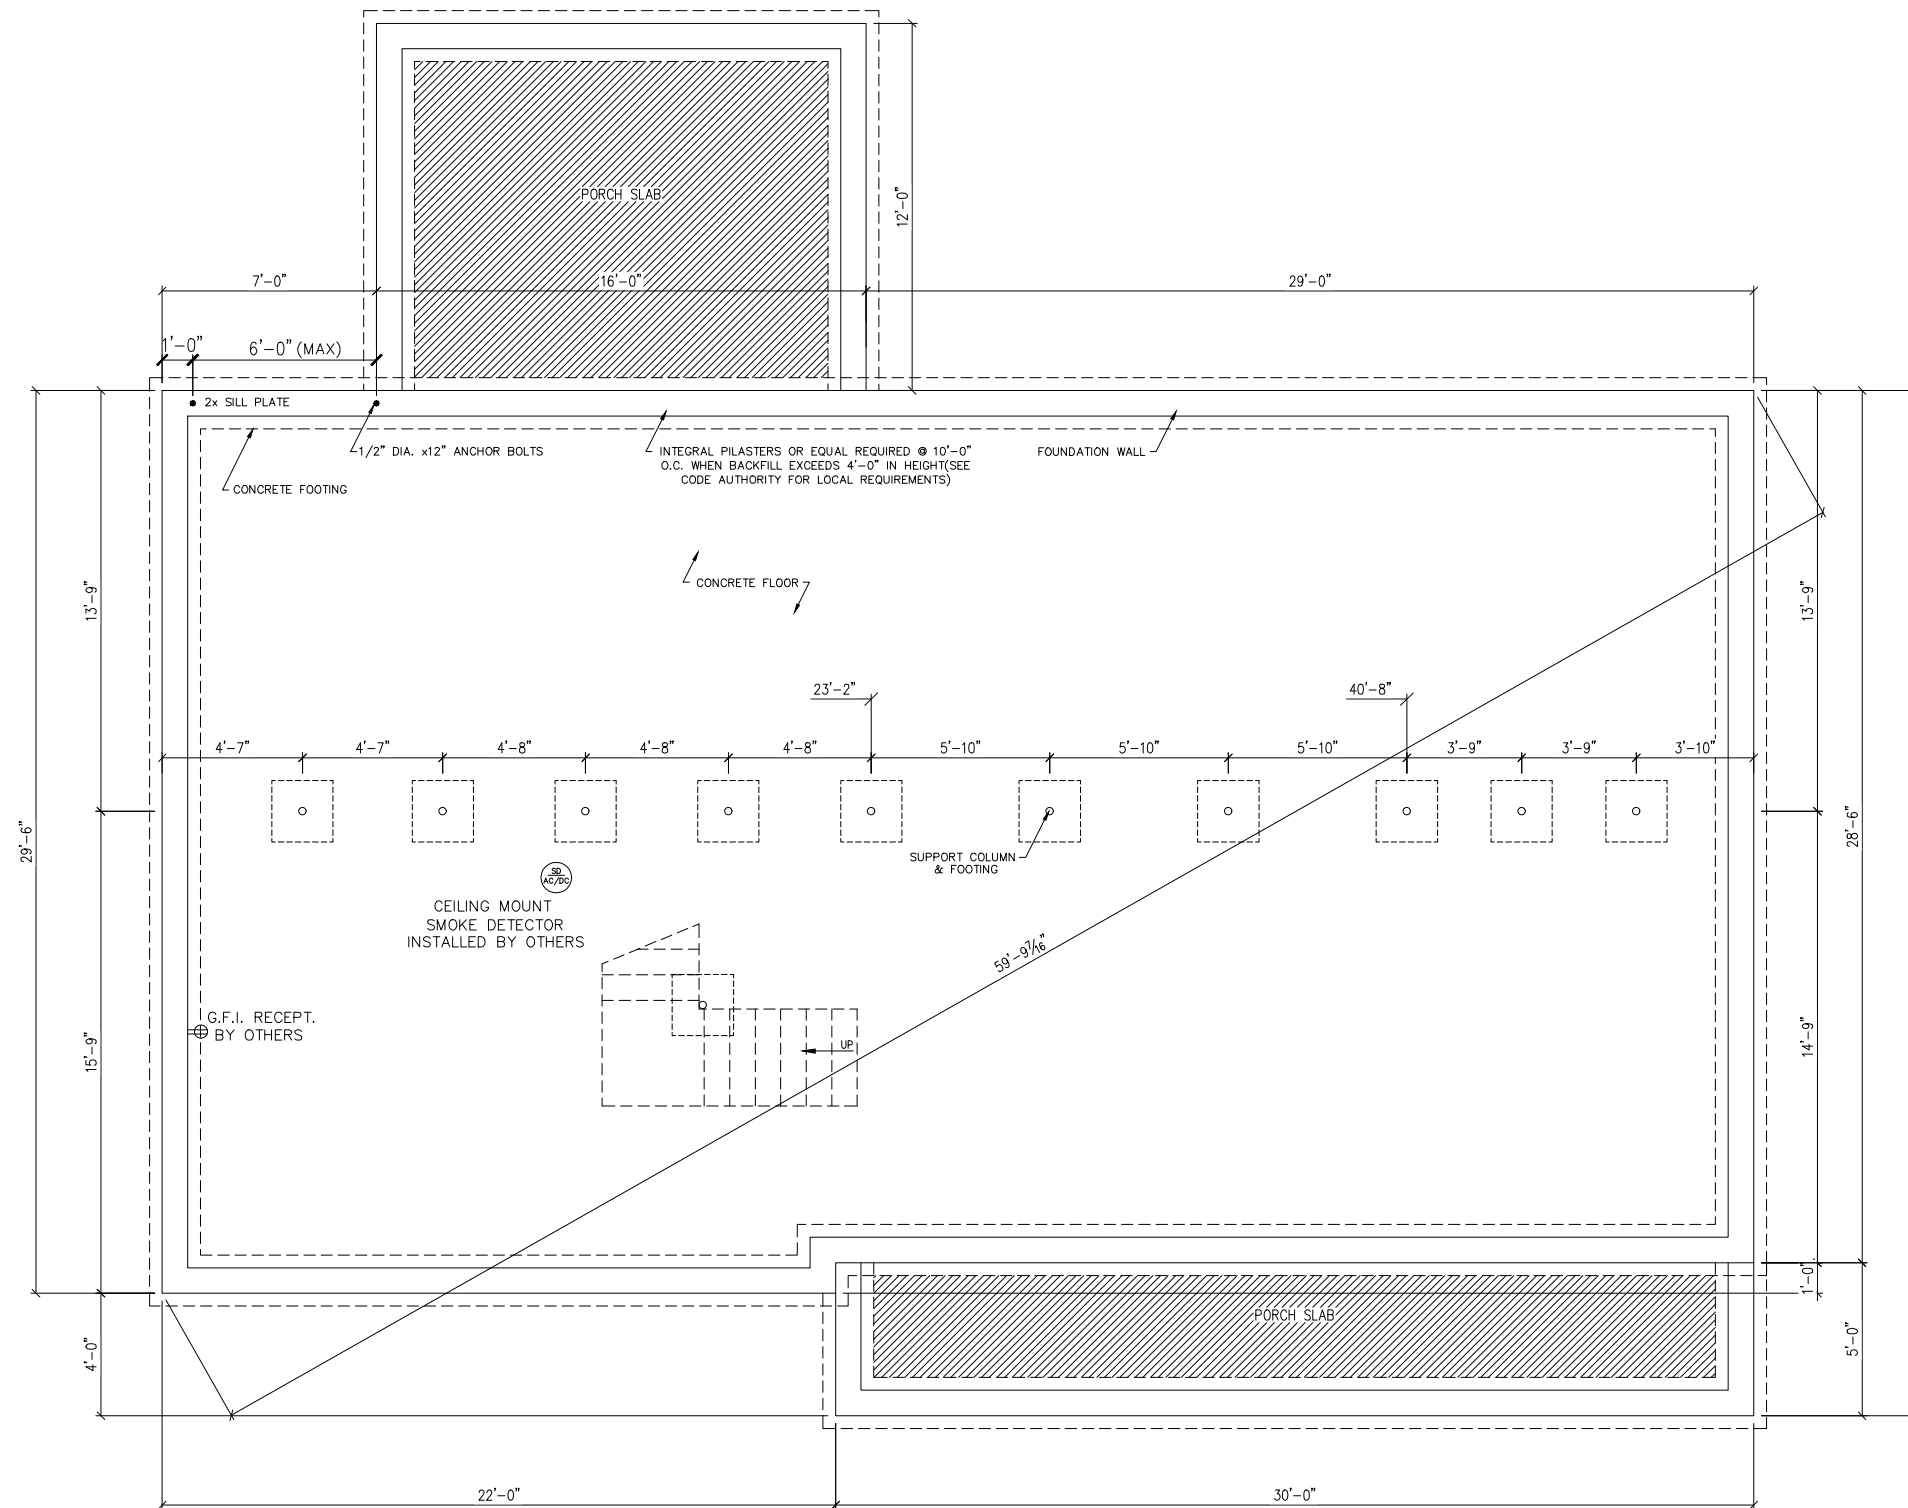 PORCH SLAB
12'-0"
7'-0"
16'-0"
29'-0"
1'-0"
6'-0" (MAX)
2x SILL PLATE
1/2" DIA. x12" ANCHOR BOLTS
INTEGRAL PILASTERS OR EQUAL REQUIRED @ 10'-0"
O.C. WHEN BACKFILL EXCEEDS 4'-0" IN HEIGHT(SEE
CODE AUTHORITY FOR LOCAL REQUIREMENTS)
FOUNDATION WALL
CONCRETE FOOTING
CONCRETE FLOOR
13'-9"
13'-9"
23'-2"
40'-8"
4'-7"
4'-7"
4'-8"
4'-8"
4'-8"
5'-10"
5'-10"
5'-10"
3'-9"
3'-9"
3'-10"
29'-6"
28'-6"
SUPPORT COLUMN
& FOOTING
SD
AC/DC
CEILING MOUNT
SMOKE DETECTOR
INSTALLED BY OTHERS
59'-9 7/16"
G.F.I. RECEPT.
BY OTHERS
UP
15'-9"
14'-9"
1'-0"
PORCH SLAB
4'-0"
5'-0"
22'-0"
30'-0"